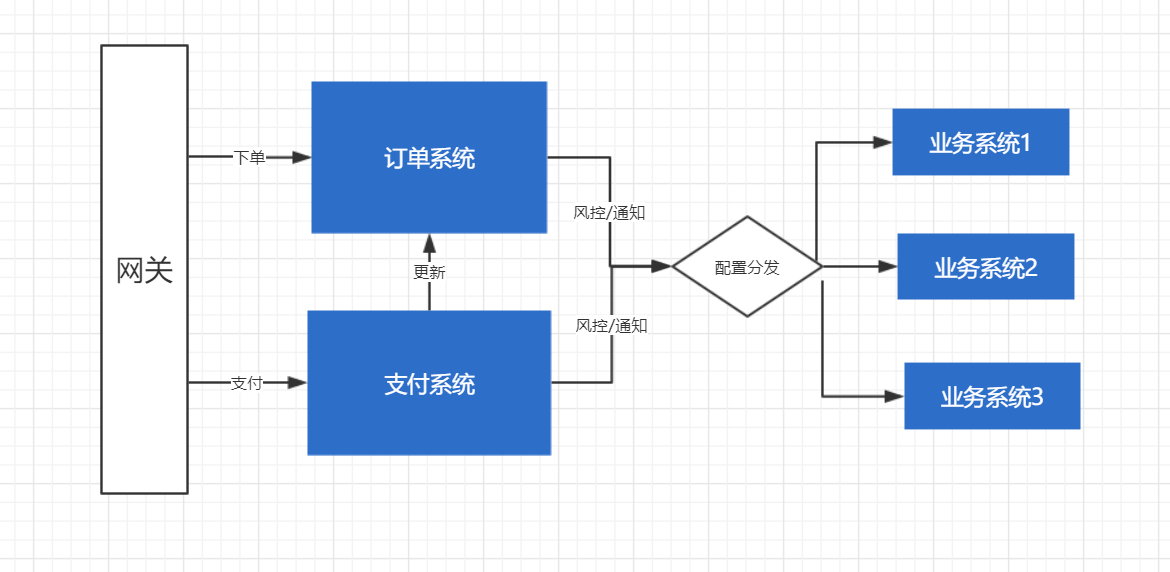 网关
下单
订单系统
风控/通知
更新
支付
支付系统
风控/通知
配置分发
业务系统1
业务系统2
业务系统3